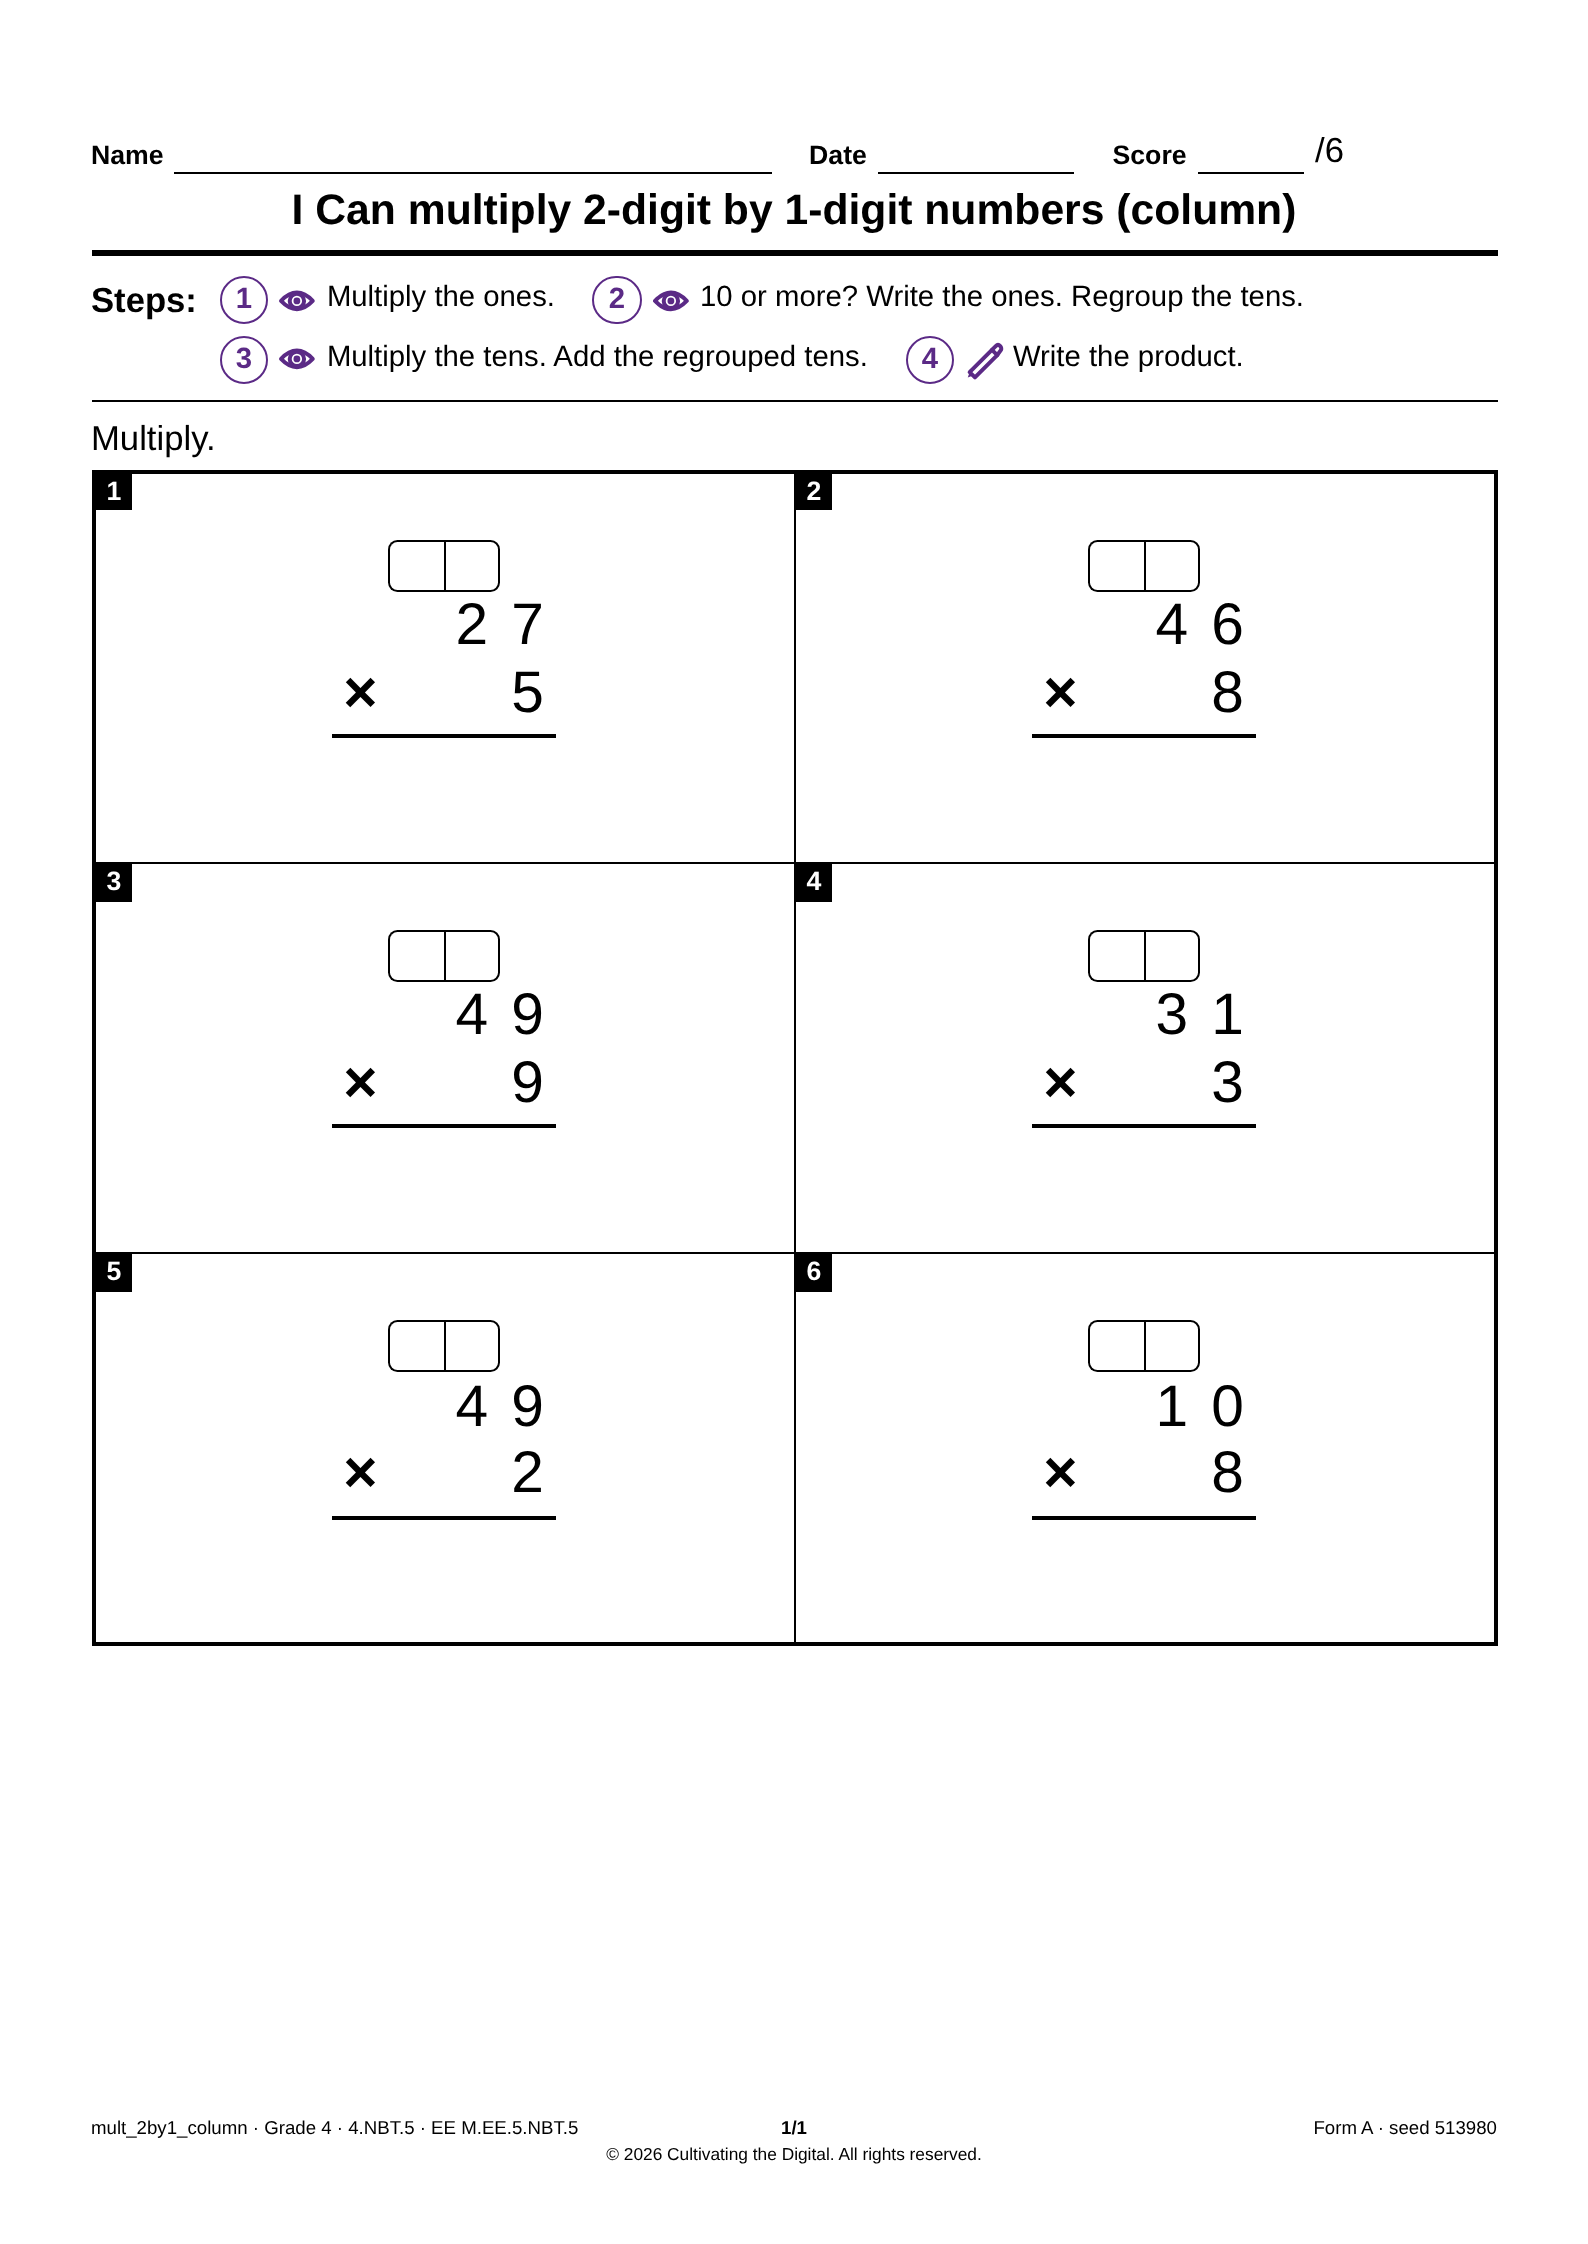 Name Date Score /6
I Can multiply 2-digit by 1-digit numbers (column)
Steps: 1 Multiply the ones. 2 10 or more? Write the ones. Regroup the tens.
3 Multiply the tens. Add the regrouped tens. 4 Write the product.
Multiply.
1
2 7
× 5
2
4 6
× 8
3
4 9
× 9
4
3 1
× 3
5
4 9
× 2
6
1 0
× 8
mult_2by1_column · Grade 4 · 4.NBT.5 · EE M.EE.5.NBT.5 1/1 Form A · seed 513980
© 2026 Cultivating the Digital. All rights reserved.